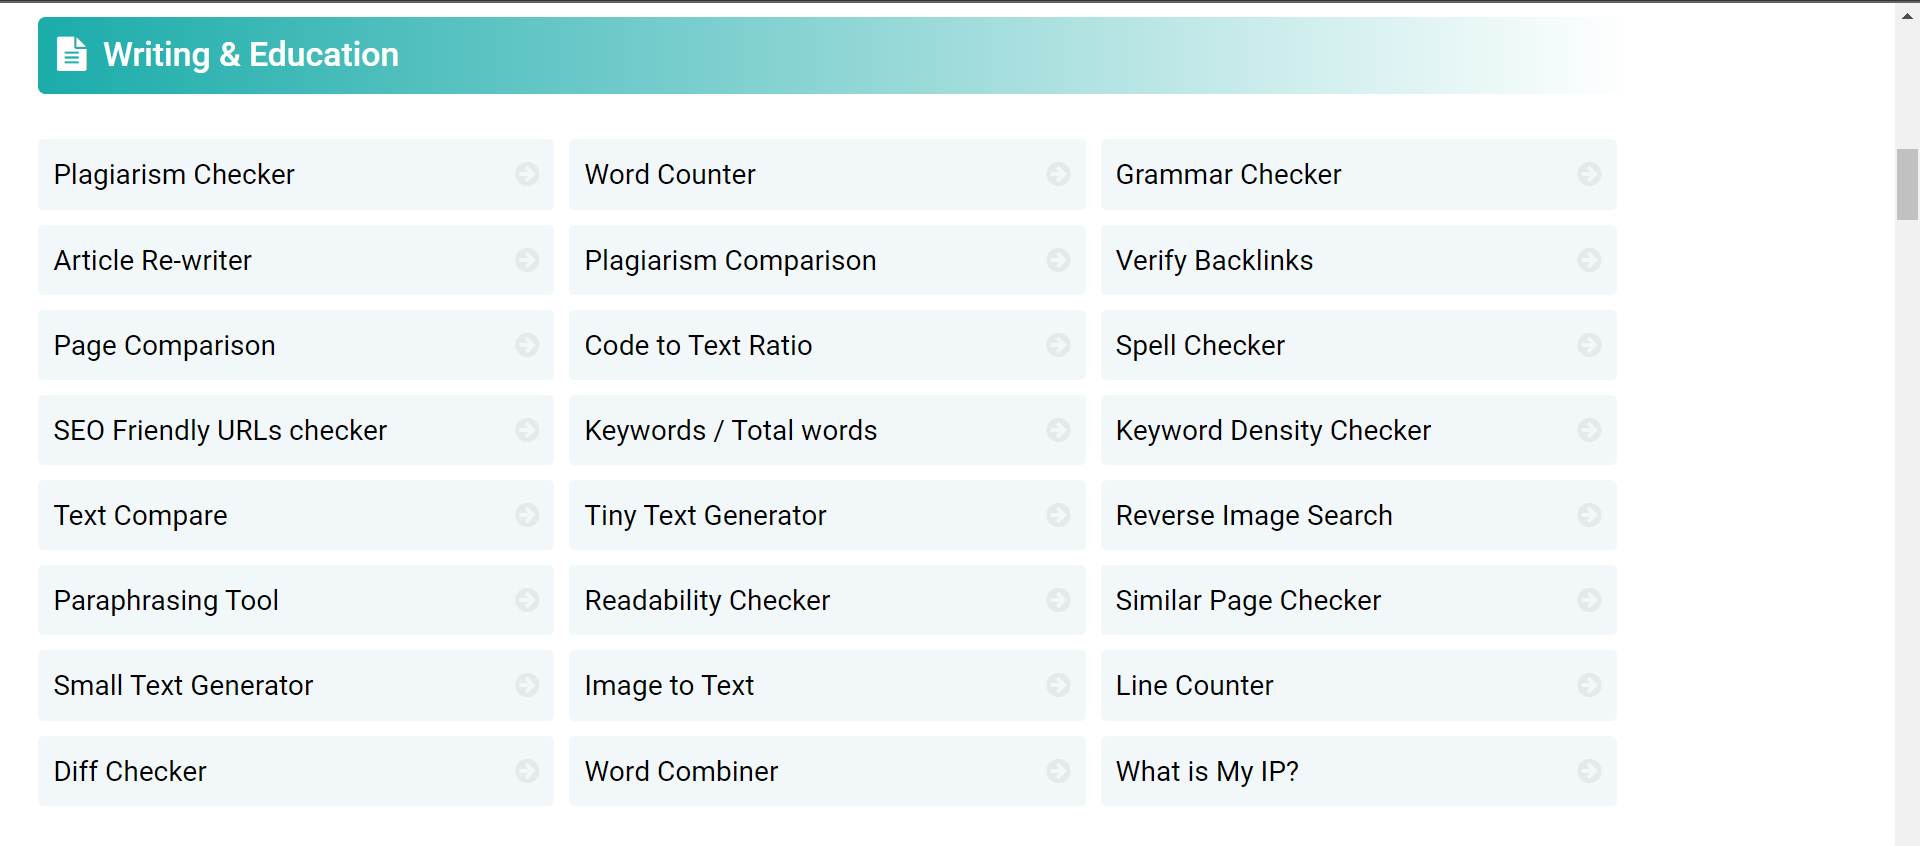 Writing & Education
Plagiarism Checker
Word Counter
Grammar Checker
Article Re-writer
Plagiarism Comparison
Verify Backlinks
Page Comparison
Code to Text Ratio
Spell Checker
SEO Friendly URLs checker
Keywords / Total words
Keyword Density Checker
Text Compare
Tiny Text Generator
Reverse Image Search
Paraphrasing Tool
Readability Checker
Similar Page Checker
Small Text Generator
Image to Text
Line Counter
Diff Checker
Word Combiner
What is My IP?